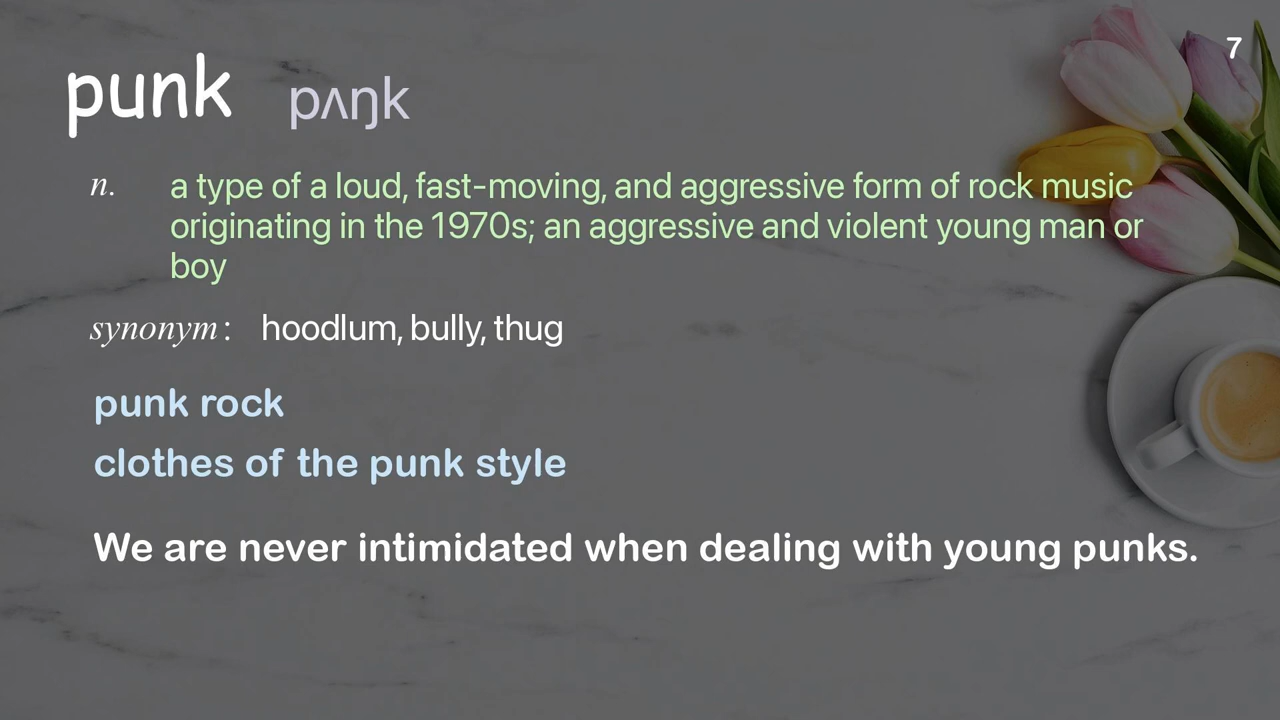 7
punk pʌŋk
n. a type of a loud, fast-moving, and aggressive form of rock music
originating in the 1970s; an aggressive and violent young man or
boy
synonym: hoodlum, bully, thug
punk rock
clothes of the punk style
We are never intimidated when dealing with young punks.